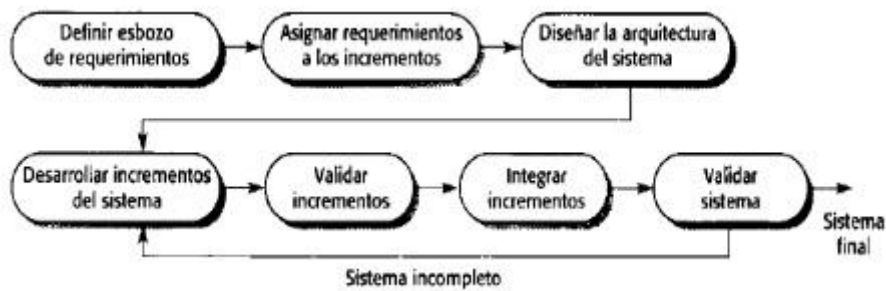 Definir esbozo
de requerimientos
Asignar requerimientos
a los incrementos
Diseñar la arquitectura
del sistema
Desarrollar incrementos
del sistema
Validar
incrementos
Integrar
incrementos
Validar
sistema
Sistema
final
Sistema incompleto